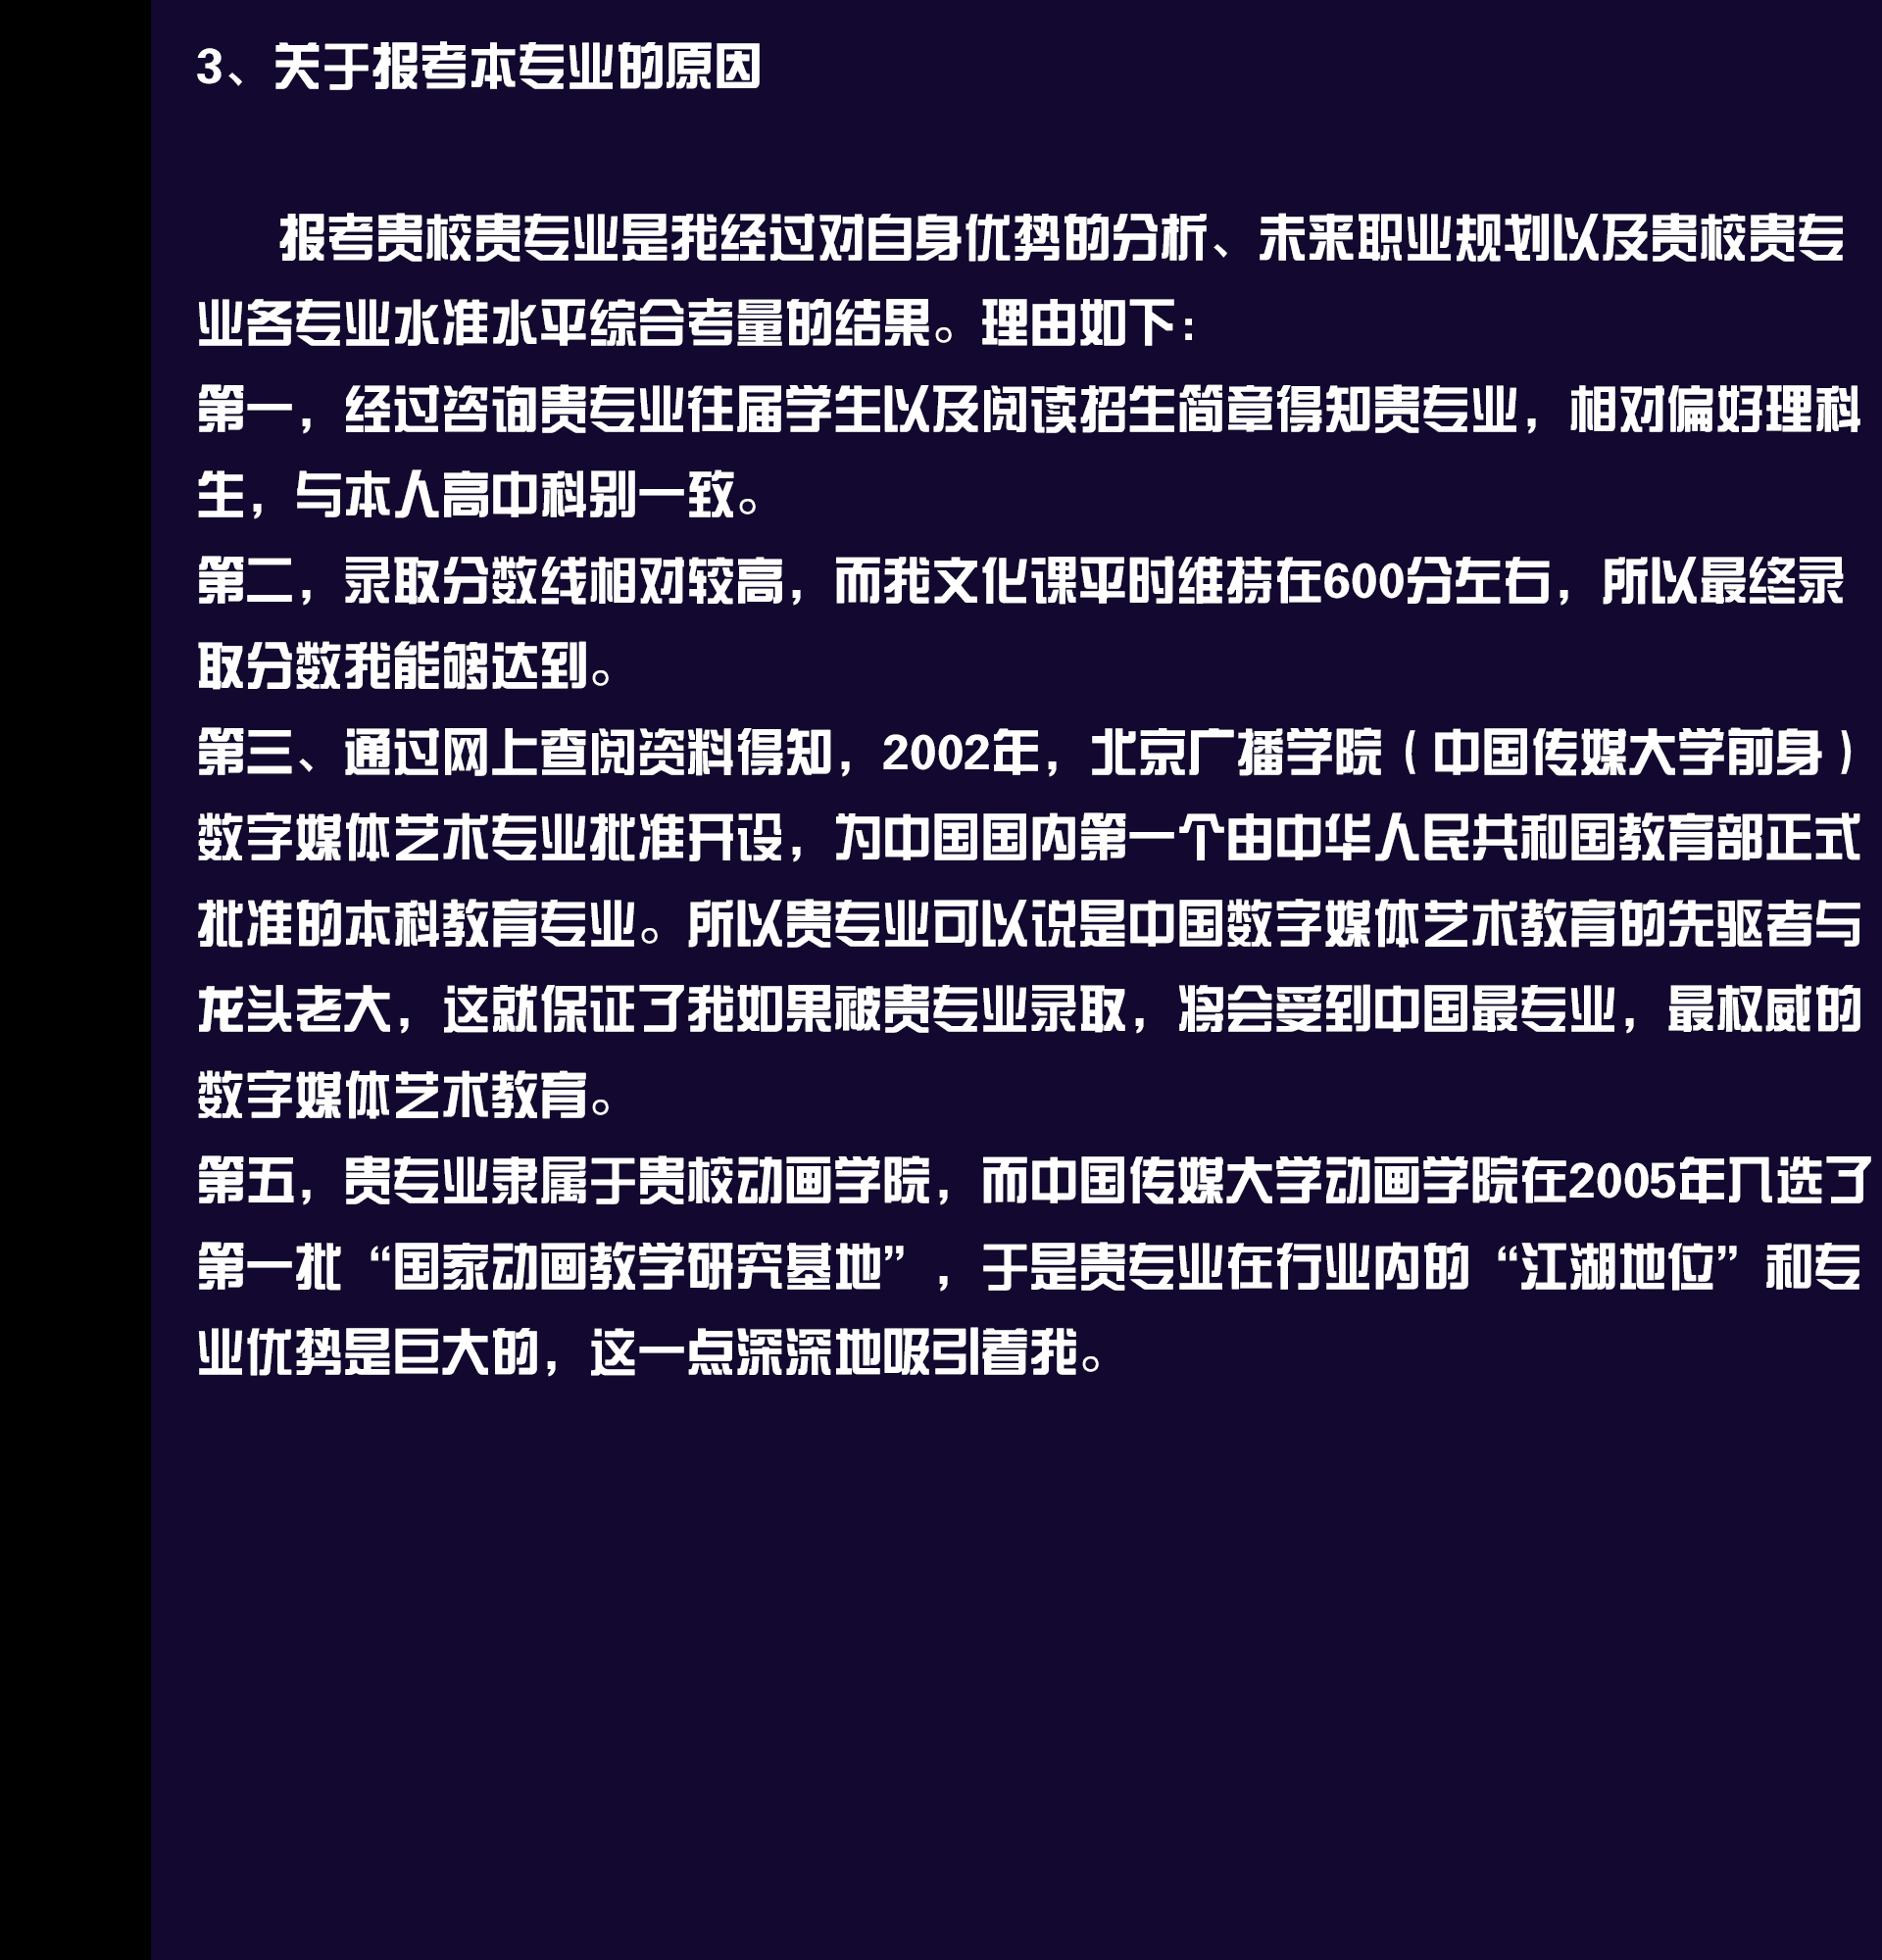 3、关于报考本专业的原因
报考贵校贵专业是我经过对自身优势的分析、未来职业规划以及贵校贵专
业各专业水准水平综合考量的结果。理由如下：
第一，经过咨询贵专业往届学生以及阅读招生简章得知贵专业，相对偏好理科
生，与本人高中科别一致。
第二，录取分数线相对较高，而我文化课平时维持在600分左右，所以最终录
取分数我能够达到。
第三、通过网上查阅资料得知，2002年，北京广播学院（中国传媒大学前身）
数字媒体艺术专业批准开设，为中国国内第一个由中华人民共和国教育部正式
批准的本科教育专业。所以贵专业可以说是中国数字媒体艺术教育的先驱者与
龙头老大，这就保证了我如果被贵专业录取，将会受到中国最专业，最权威的
数字媒体艺术教育。
第五，贵专业隶属于贵校动画学院，而中国传媒大学动画学院在2005年入选了
第一批“国家动画教学研究基地”，于是贵专业在行业内的“江湖地位”和专
业优势是巨大的，这一点深深地吸引着我。